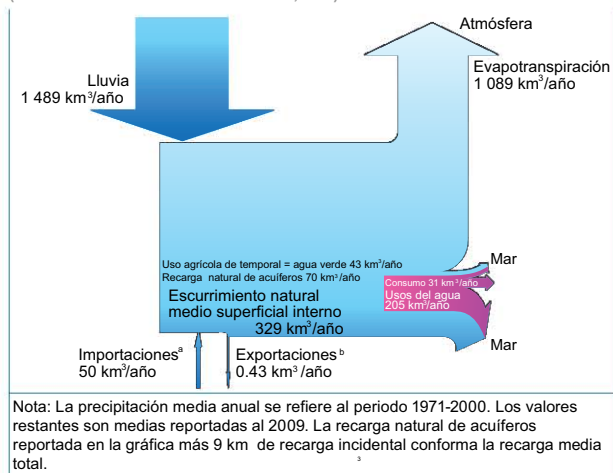 Atmósfera
Lluvia
1 489 km³/año
Evapotranspiración
1 089 km³/año
Uso agrícola de temporal = agua verde 43 km³/año
Recarga natural de acuíferos 70 km³/año
Escurrimiento natural
medio superficial interno
329 km³/año
Mar
Consumo 31 km³/año
Usos del agua
205 km³/año
Mar
Importacionesᵃ
50 km³/año
Exportacionesᵇ
0.43 km³ /año
Nota: La precipitación media anual se refiere al periodo 1971-2000. Los valores
restantes son medias reportadas al 2009. La recarga natural de acuíferos
reportada en la gráfica más 9 km de recarga incidental conforma la recarga media
total. ³